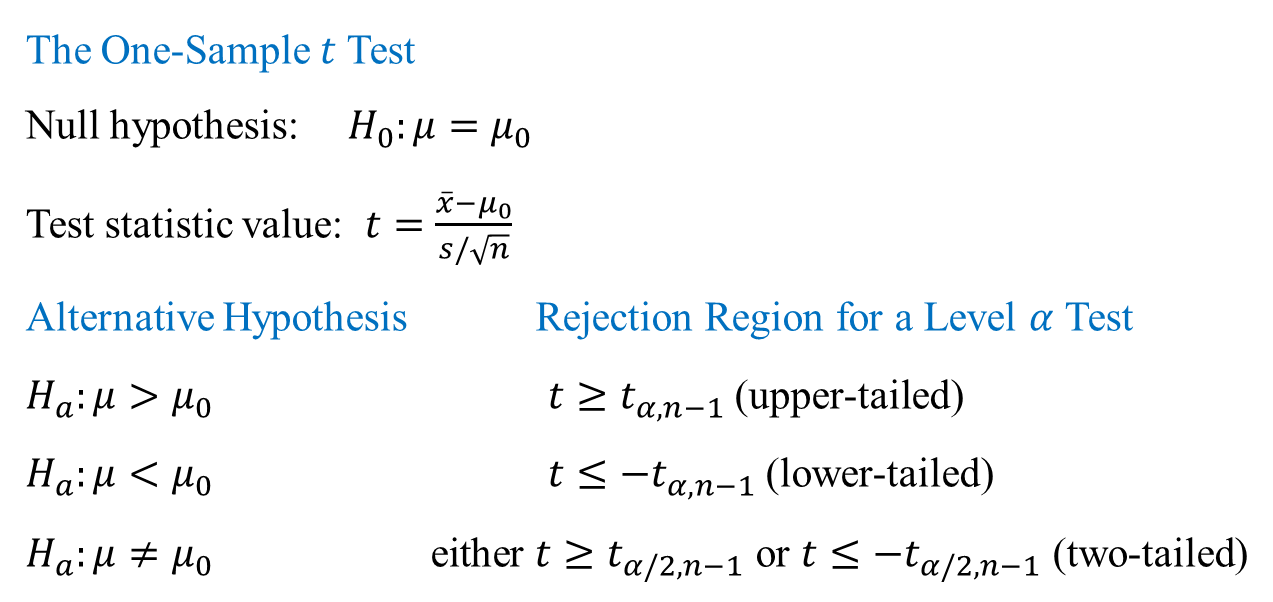 The One-Sample t Test
Null hypothesis: H₀: μ = μ₀
Test statistic value: t = (x̄−μ₀)/(s/√n)
Alternative Hypothesis Rejection Region for a Level α Test
Hₐ: μ > μ₀ t ≥ t_{α,n−1} (upper-tailed)
Hₐ: μ < μ₀ t ≤ −t_{α,n−1} (lower-tailed)
Hₐ: μ ≠ μ₀ either t ≥ t_{α/2,n−1} or t ≤ −t_{α/2,n−1} (two-tailed)